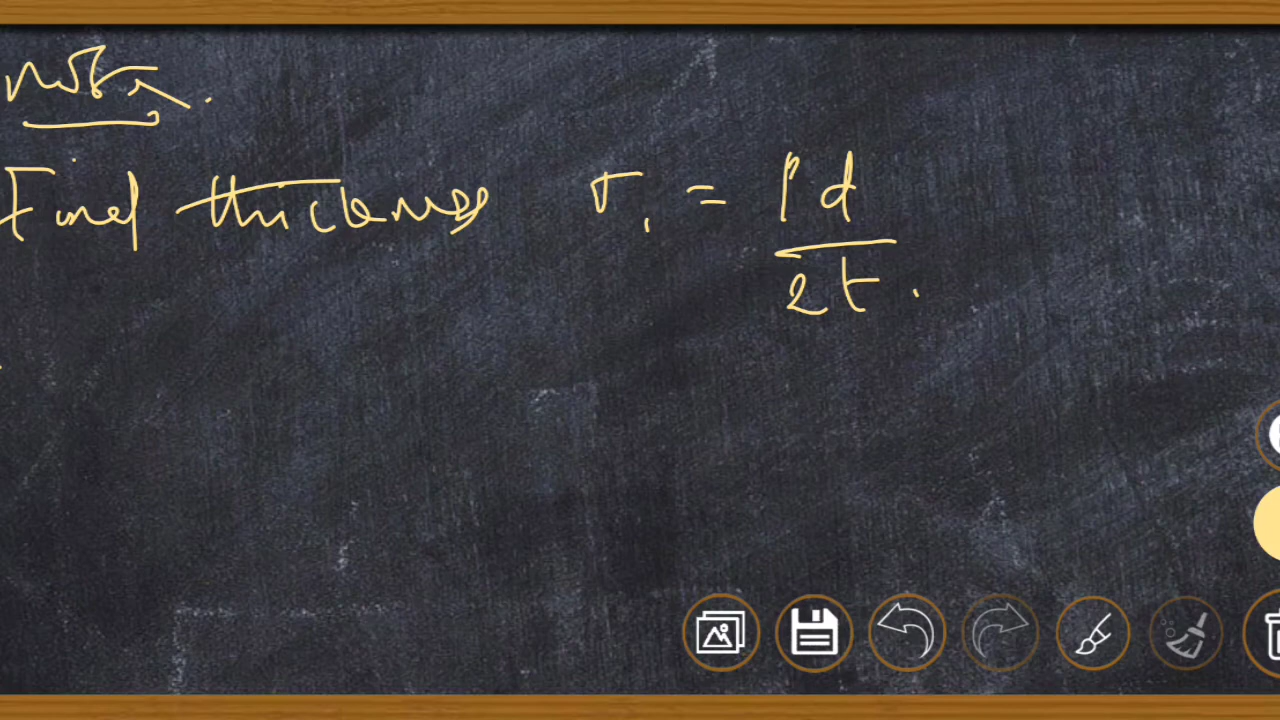 Find thickness σ₁ = pd/2t.